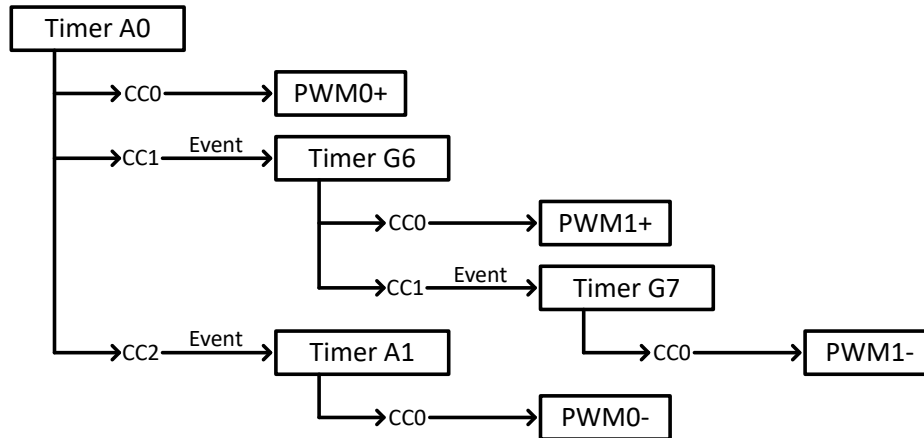 Timer A0
CC0 PWM0+
CC1 Event Timer G6
CC0 PWM1+
CC1 Event Timer G7
CC2 Event Timer A1 CC0 PWM1-
CC0 PWM0-